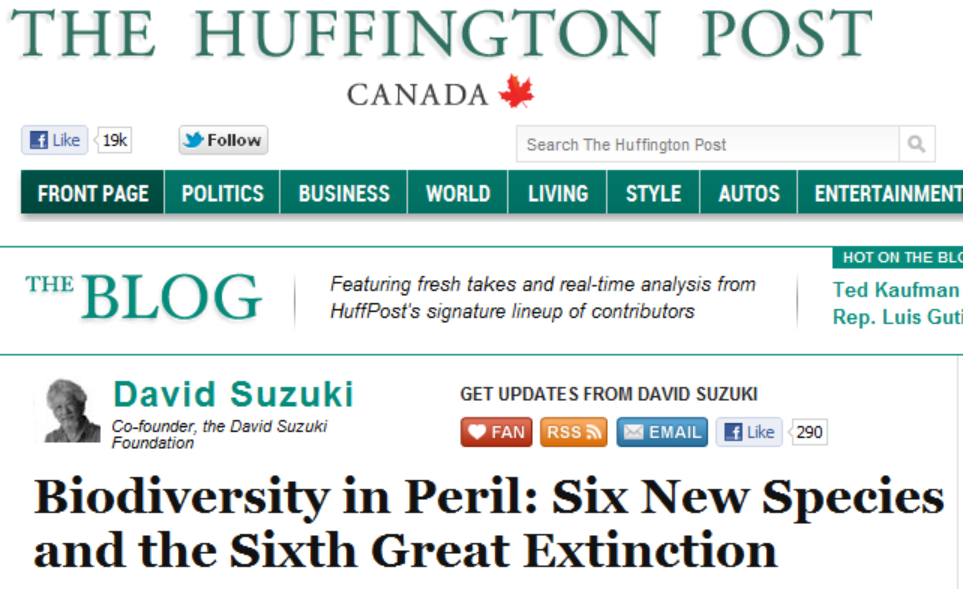 THE HUFFINGTON POST
CANADA
Like 19k Follow Search The Huffington Post
FRONT PAGE POLITICS BUSINESS WORLD LIVING STYLE AUTOS ENTERTAINMENT
HOT ON THE BLO
THE BLOG
Featuring fresh takes and real-time analysis from
HuffPost's signature lineup of contributors
Ted Kaufman
Rep. Luis Guti
David Suzuki
Co-founder, the David Suzuki
Foundation
GET UPDATES FROM DAVID SUZUKI
FAN RSS EMAIL Like 290
Biodiversity in Peril: Six New Species
and the Sixth Great Extinction